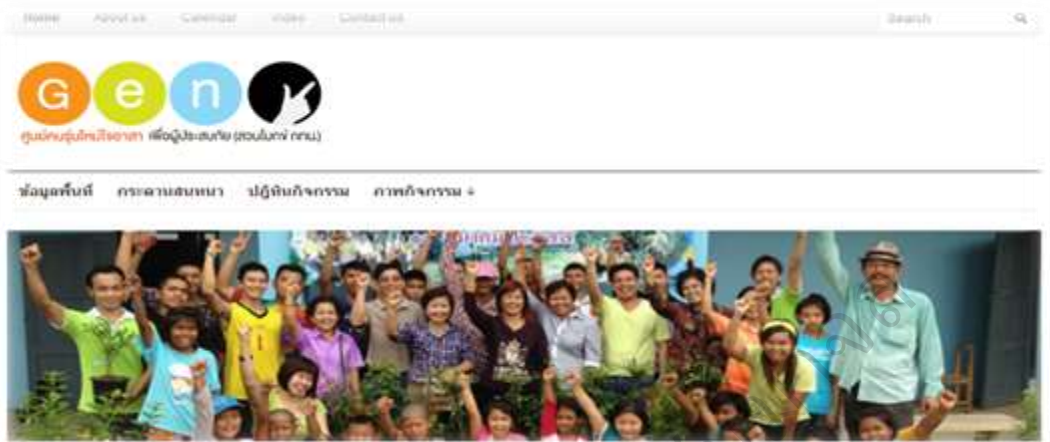 Home About us Calendar Video Contact us Search
Gen
ศูนย์คนรุ่นใหม่ใจอาสา เพื่อผู้ประสบภัย (สวนโมกข์ กทม.)
ข้อมูลพื้นที่ กระดานสนทนา ปฏิทินกิจกรรม ภาพกิจกรรม